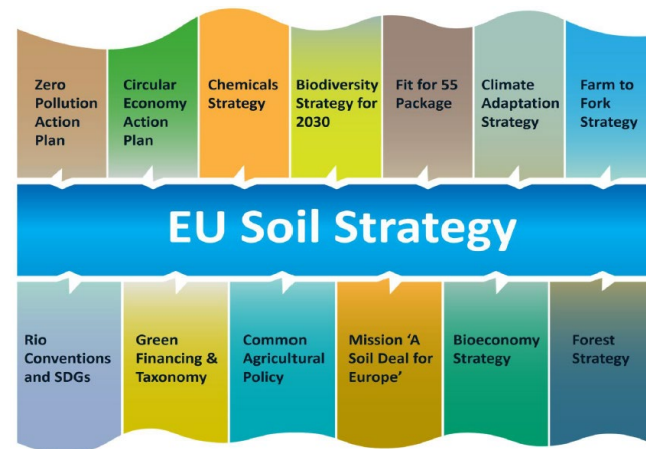 Zero
Pollution
Action
Plan
Circular
Economy
Action
Plan
Chemicals
Strategy
Biodiversity
Strategy for
2030
Fit for 55
Package
Climate
Adaptation
Strategy
Farm to
Fork
Strategy
EU Soil Strategy
Rio
Conventions
and SDGs
Green
Financing &
Taxonomy
Common
Agricultural
Policy
Mission ‘A
Soil Deal for
Europe’
Bioeconomy
Strategy
Forest
Strategy